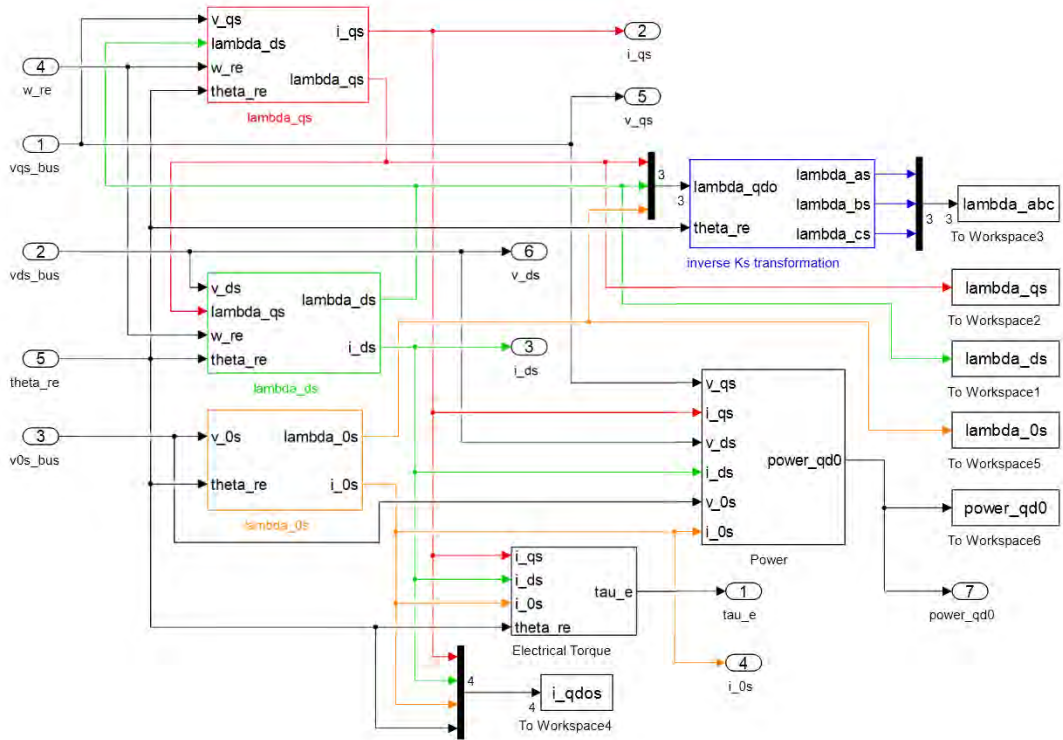 v_qs
lambda_ds
w_re
theta_re
i_qs
lambda_qs
lambda_qs
4
w_re
1
vqs_bus
2
i_qs
5
v_qs
3
lambda_qdo
3
theta_re
lambda_as
lambda_bs
lambda_cs
inverse Ks transformation
3
3
lambda_abc
To Workspace3
2
vds_bus
6
v_ds
v_ds
lambda_qs
w_re
theta_re
lambda_ds
i_ds
lambda_ds
lambda_qs
To Workspace2
5
theta_re
3
i_ds
lambda_ds
To Workspace1
3
v0s_bus
v_0s
theta_re
lambda_0s
i_0s
lambda_0s
v_qs
i_qs
v_ds
i_ds
v_0s
i_0s
power_qd0
Power
lambda_0s
To Workspace5
power_qd0
To Workspace6
i_qs
i_ds
i_0s
theta_re
tau_e
Electrical Torque
1
tau_e
7
power_qd0
4
i_0s
4
4
i_qdos
To Workspace4